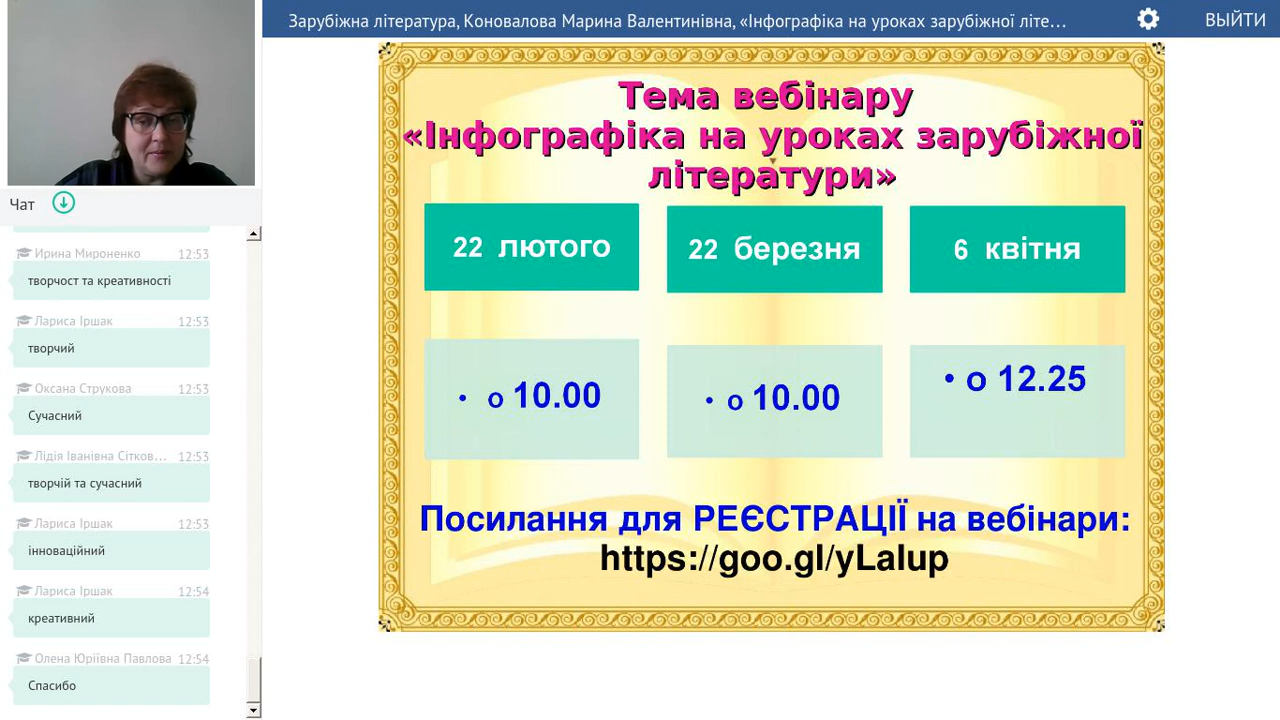 Зарубіжна література, Коновалова Марина Валентинівна, «Інфографіка на уроках зарубіжної літе...
ВЫЙТИ
Чат
Ирина Мироненко 12:53
творчост та креативності
Лариса Іршак 12:53
творчий
Оксана Струкова 12:53
Сучасний
Лідія Іванівна Сітков... 12:53
творчій та сучасний
Лариса Іршак 12:53
інноваційний
Лариса Іршак 12:54
креативний
Олена Юріївна Павлова 12:54
Спасибо
Тема вебінару
«Інфографіка на уроках зарубіжної
літератури»
22 лютого
22 березня
6 квітня
• о 10.00
• о 10.00
• о 12.25
Посилання для РЕЄСТРАЦІЇ на вебінари:
https://goo.gl/yLaIup